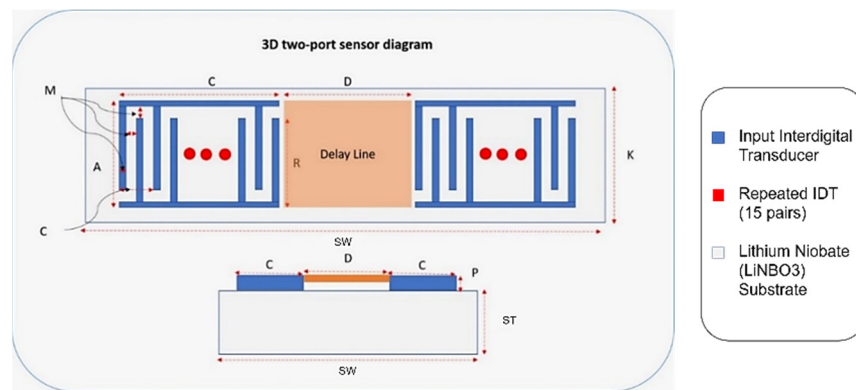 3D two-port sensor diagram
C
D
M
A
R
Delay Line
K
C
SW
C
D
C
P
ST
SW
Input Interdigital
Transducer
Repeated IDT
(15 pairs)
Lithium Niobate
(LiNBO3)
Substrate